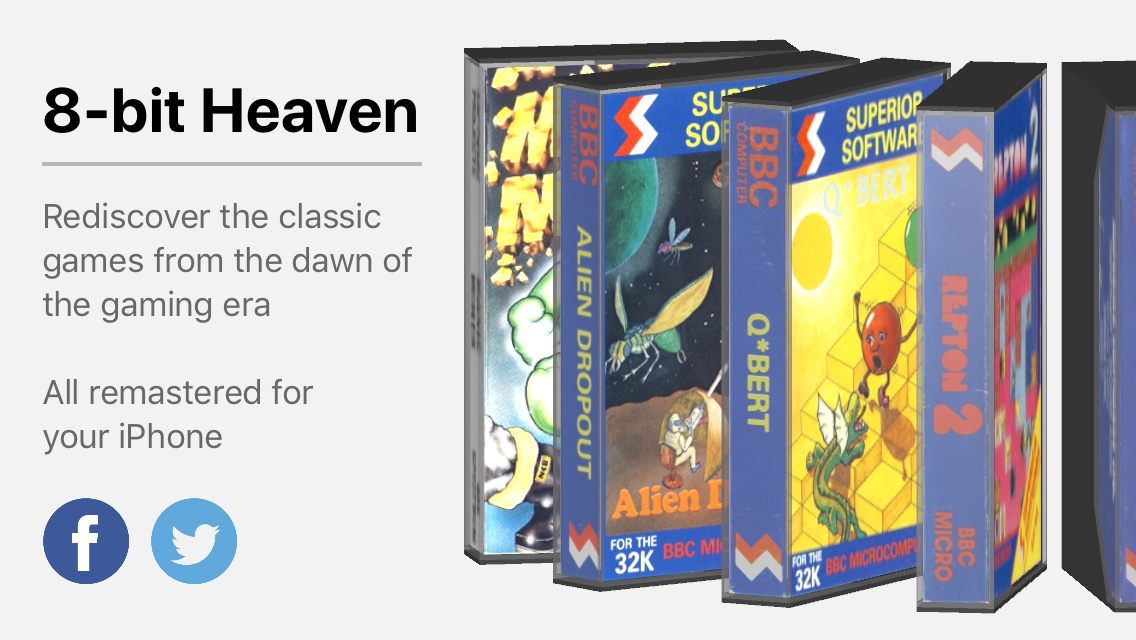 8-bit Heaven
Rediscover the classic
games from the dawn of
the gaming era
All remastered for
your iPhone
BBC
COMPUTER
ALIEN DROPOUT
Alien
FOR THE
32K
BBC
BBC
COMPUTER
Q*BERT
SUPERIOR
SOFTWARE
Q*BERT
FOR THE
32K
BBC MICROCOMPU
REPTON 2
BBC
MICRO
REPTON 2